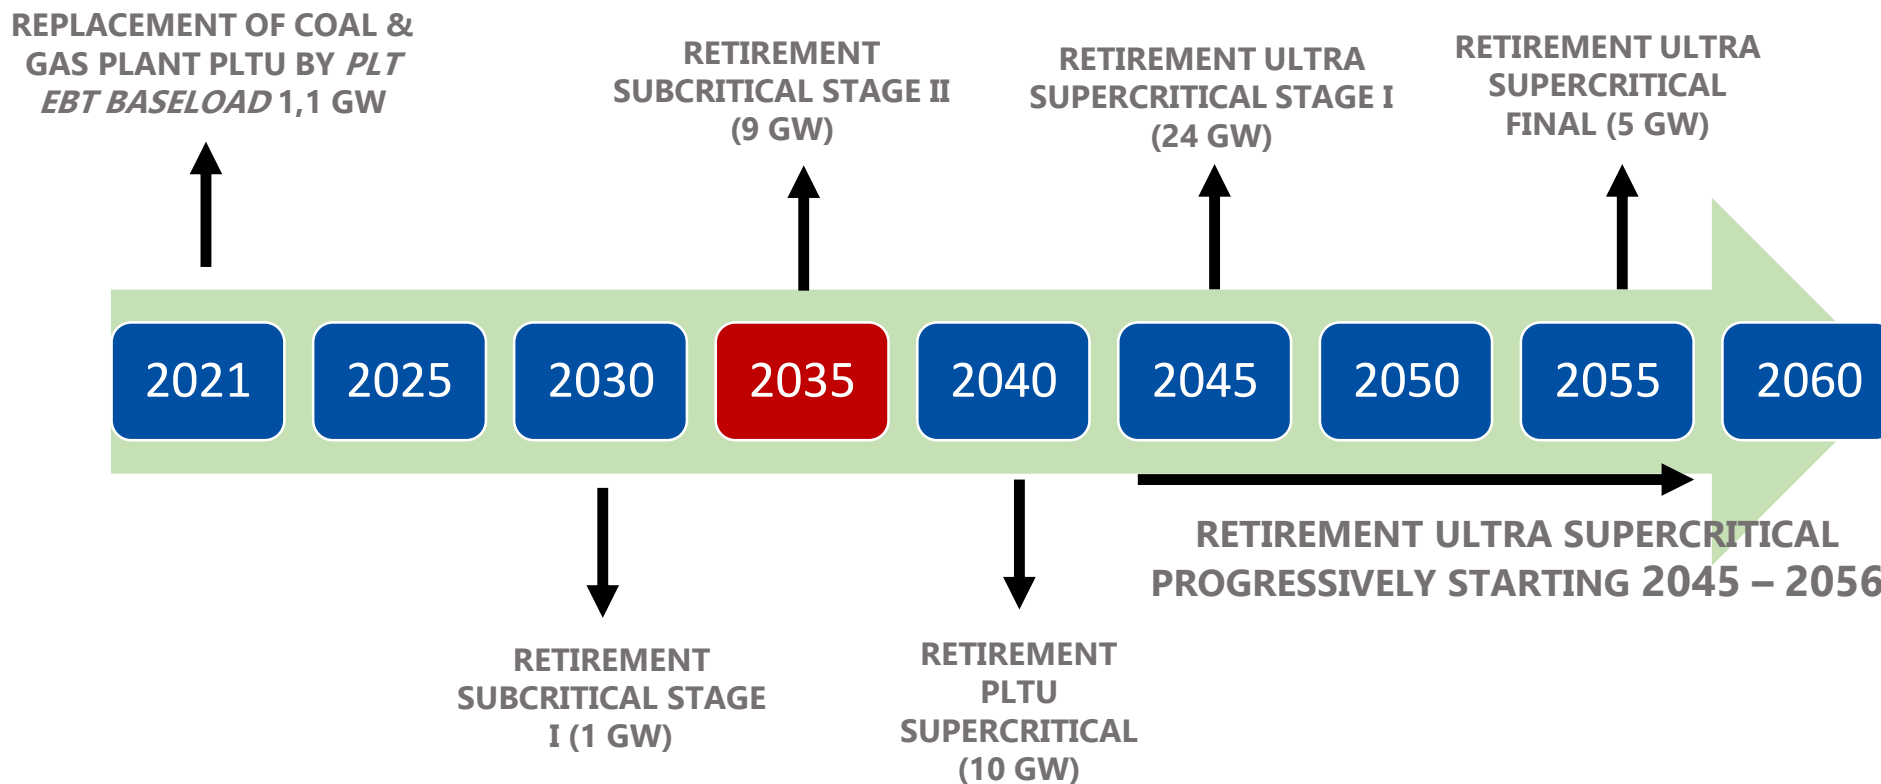 REPLACEMENT OF COAL &
GAS PLANT PLTU BY PLT
EBT BASELOAD 1,1 GW
RETIREMENT
SUBCRITICAL STAGE II
(9 GW)
RETIREMENT ULTRA
SUPERCRITICAL STAGE I
(24 GW)
RETIREMENT ULTRA
SUPERCRITICAL
FINAL (5 GW)
2021
2025
2030
2035
2040
2045
2050
2055
2060
RETIREMENT ULTRA SUPERCRITICAL
PROGRESSIVELY STARTING 2045 – 2056
RETIREMENT
SUBCRITICAL STAGE
I (1 GW)
RETIREMENT
PLTU
SUPERCRITICAL
(10 GW)